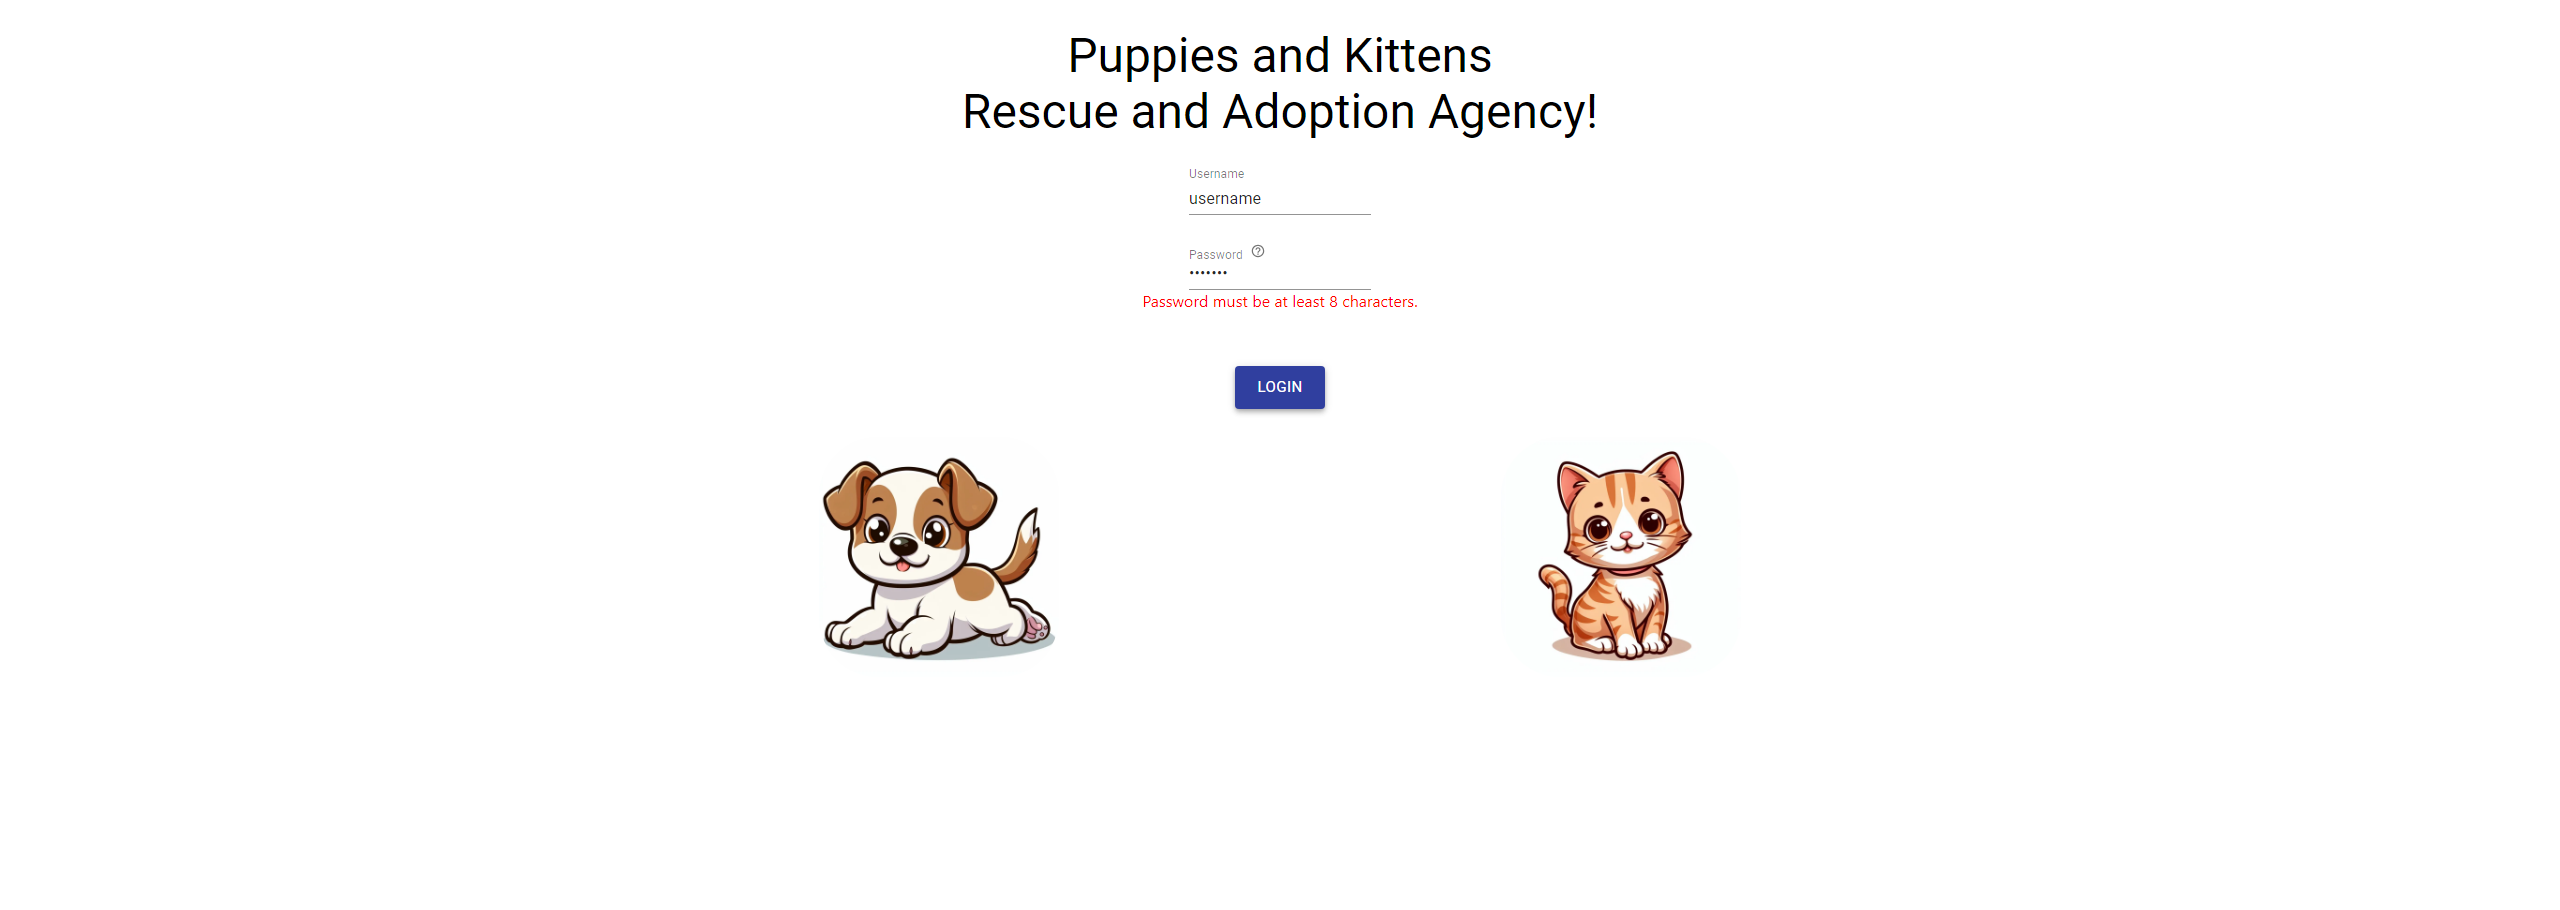 Puppies and Kittens
Rescue and Adoption Agency!
Username
username
Password ?
•••••••
Password must be at least 8 characters.
LOGIN